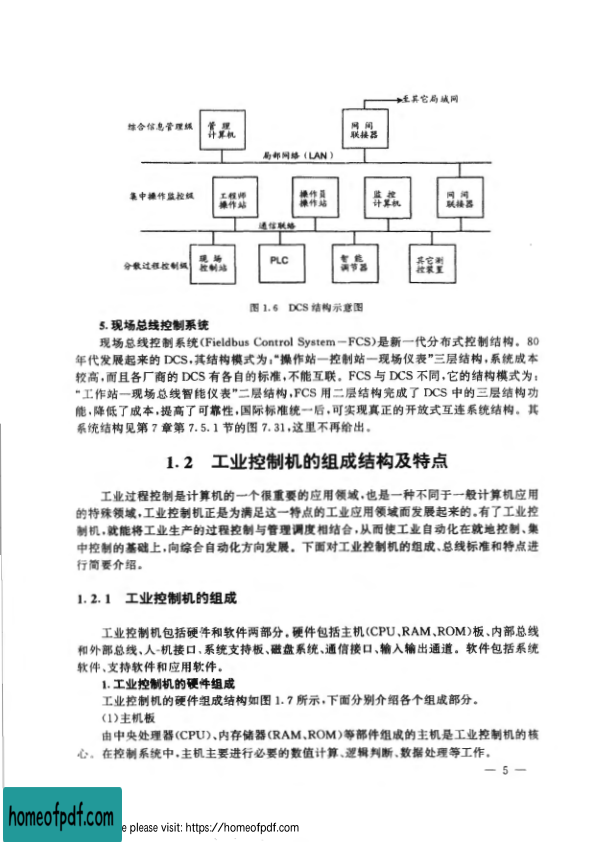 至其它局域网
综合信息管理级
管 理
计算机
网 间
联接器
局部网络(LAN)
集中操作监控级
工程师
操作站
操作员
操作站
监 控
计算机
网 间
联接器
通信联络
分散过程控制级
现 场
控制站
PLC
智 能
调节器
其它测
控装置
图 1.6 DCS 结构示意图
5. 现场总线控制系统
现场总线控制系统(Fieldbus Control System－FCS)是新一代分布式控制结构。80
年代发展起来的 DCS,其结构模式为:“操作站—控制站—现场仪表”三层结构,系统成本
较高,而且各厂商的 DCS 有各自的标准,不能互联。FCS 与 DCS 不同,它的结构模式为:
“工作站—现场总线智能仪表”二层结构,FCS 用二层结构完成了 DCS 中的三层结构功
能,降低了成本,提高了可靠性,国际标准统一后,可实现真正的开放式互连系统结构。其
系统结构见第 7 章第 7.5.1 节的图 7.31,这里不再给出。
1.2 工业控制机的组成结构及特点
工业过程控制是计算机的一个很重要的应用领域,也是一种不同于一般计算机应用
的特殊领域,工业控制机正是为满足这一特点的工业应用领域而发展起来的。有了工业控
制机,就能将工业生产的过程控制与管理调度相结合,从而使工业自动化在就地控制、集
中控制的基础上,向综合自动化方向发展。下面对工业控制机的组成、总线标准和特点进
行简要介绍。
1.2.1 工业控制机的组成
工业控制机包括硬件和软件两部分。硬件包括主机(CPU、RAM、ROM)板、内部总线
和外部总线、人-机接口、系统支持板、磁盘系统、通信接口、输入输出通道。软件包括系统
软件、支持软件和应用软件。
1. 工业控制机的硬件组成
工业控制机的硬件组成结构如图 1.7 所示,下面分别介绍各个组成部分。
(1)主机板
由中央处理器(CPU)、内存储器(RAM、ROM)等部件组成的主机是工业控制机的核
心。在控制系统中,主机主要进行必要的数值计算、逻辑判断、数据处理等工作。
— 5 —
homeofpdf.com
e please visit: https://homeofpdf.com